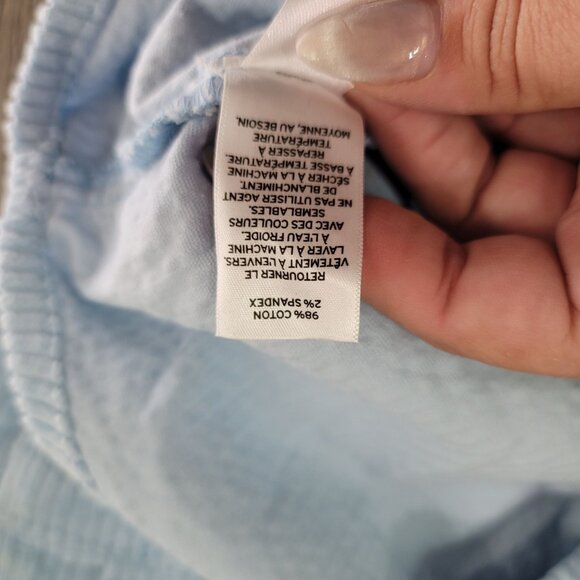 98% COTON
2% SPANDEX
RETOURNER LE
VÊTEMENT À L'ENVERS.
LAVER À LA MACHINE
À L'EAU FROIDE.
AVEC DES COULEURS
SEMBLABLES.
NE PAS UTILISER AGENT
DE BLANCHIMENT.
SÉCHER À LA MACHINE
À BASSE TEMPÉRATURE.
REPASSER À
TEMPÉRATURE
MOYENNE, AU BESOIN.